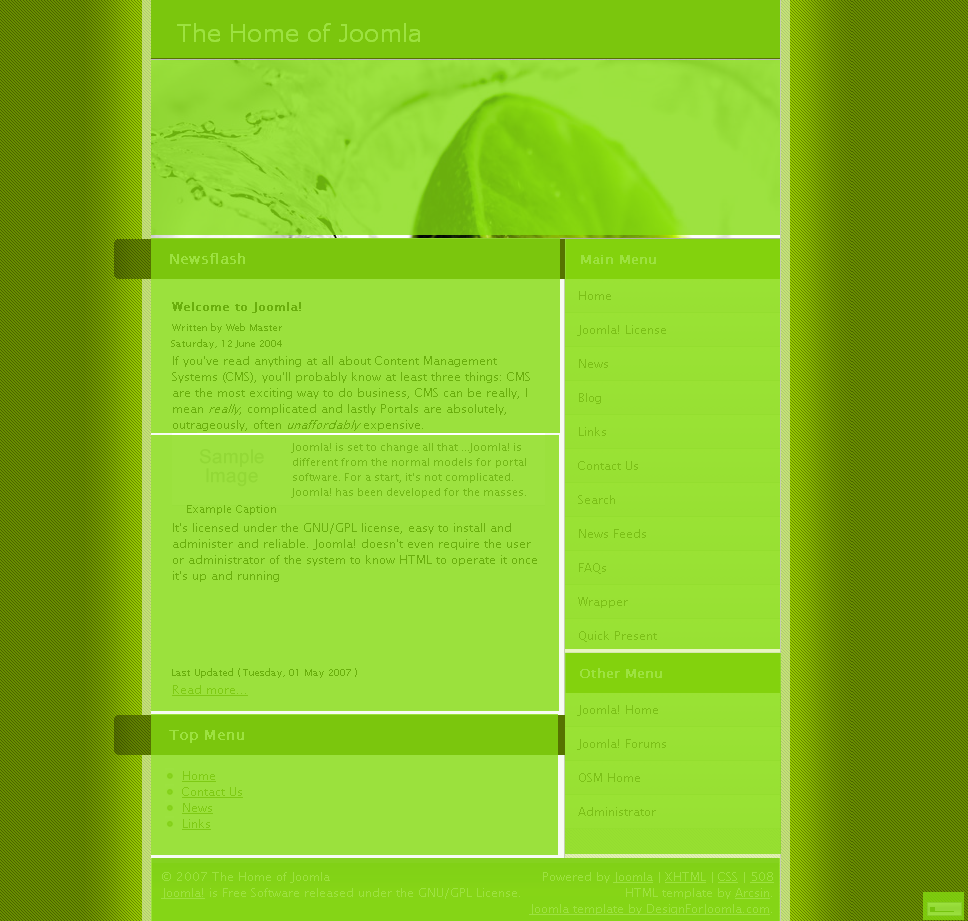 The Home of Joomla
Newsflash
Welcome to Joomla!
Written by Web Master
Saturday, 12 June 2004
If you've read anything at all about Content Management
Systems (CMS), you'll probably know at least three things: CMS
are the most exciting way to do business, CMS can be really, I
mean really, complicated and lastly Portals are absolutely,
outrageously, often unaffordably expensive.
Sample
Image
Example Caption
Joomla! is set to change all that ...Joomla! is
different from the normal models for portal
software. For a start, it's not complicated.
Joomla! has been developed for the masses.
It's licensed under the GNU/GPL license, easy to install and
administer and reliable. Joomla! doesn't even require the user
or administrator of the system to know HTML to operate it once
it's up and running
Last Updated ( Tuesday, 01 May 2007 )
Read more...
Top Menu
Home
Contact Us
News
Links
Main Menu
Home
Joomla! License
News
Blog
Links
Contact Us
Search
News Feeds
FAQs
Wrapper
Quick Present
Other Menu
Joomla! Home
Joomla! Forums
OSM Home
Administrator
© 2007 The Home of Joomla
Joomla! is Free Software released under the GNU/GPL License.
Powered by Joomla | XHTML | CSS | 508
HTML template by Arcsin.
Joomla template by DesignForJoomla.com.